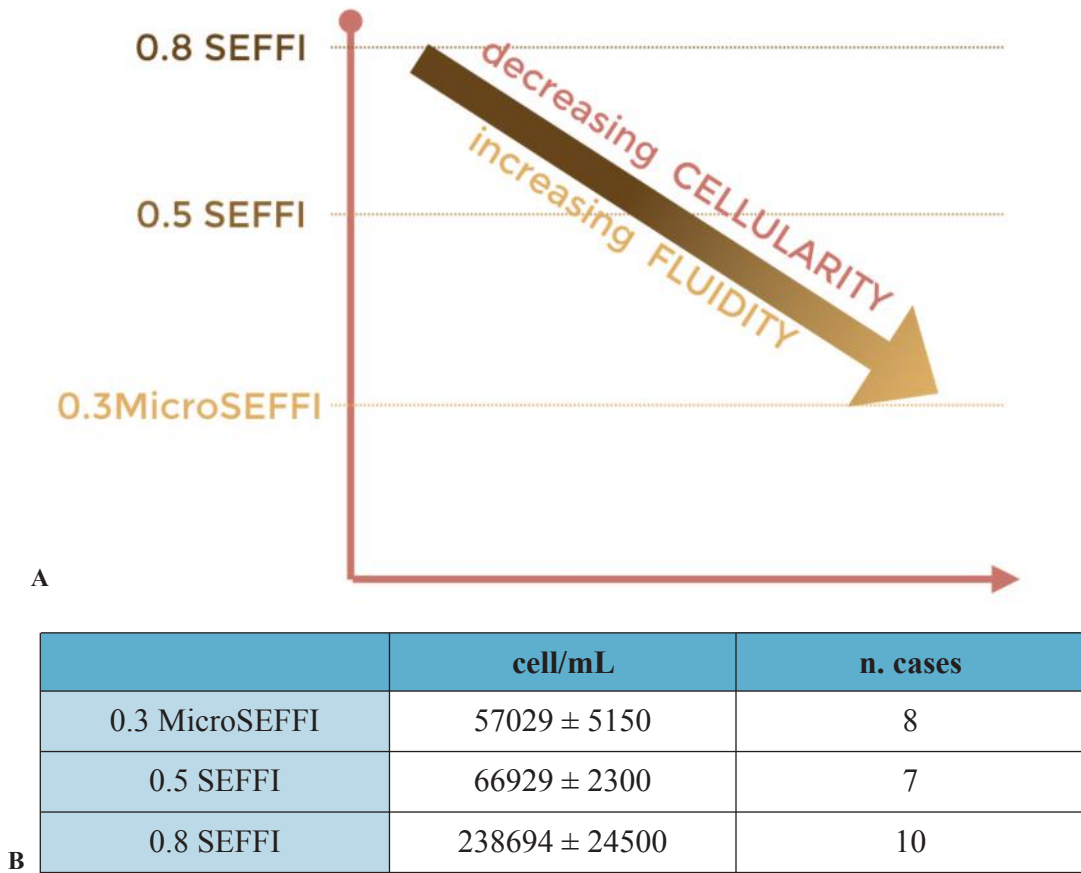 0.8 SEFFI
decreasing CELLULARITY
increasing FLUIDITY
0.5 SEFFI
0.3MicroSEFFI
A
cell/mL n. cases
0.3 MicroSEFFI 57029 ± 5150 8
0.5 SEFFI 66929 ± 2300 7
0.8 SEFFI 238694 ± 24500 10
B